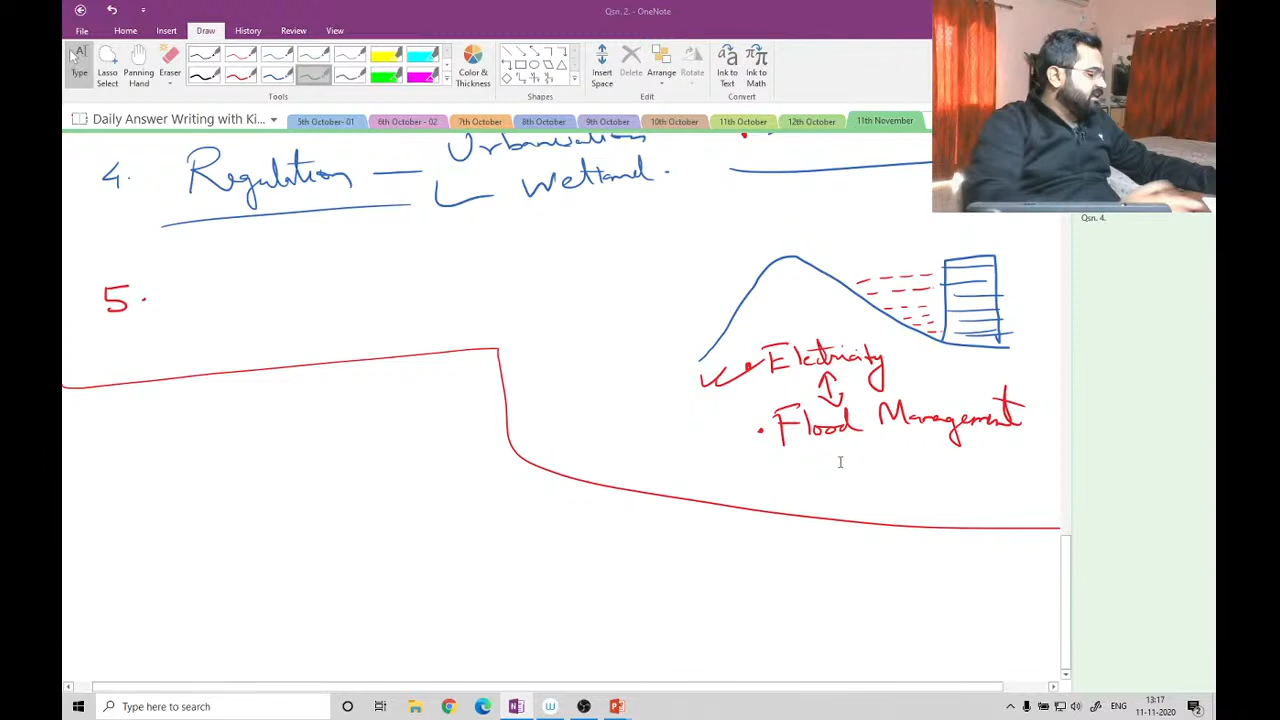 Qsn. 2. - OneNote
File Home Insert Draw History Review View
Type
Lasso Select
Panning Hand
Eraser
Color & Thickness
Insert Space
Delete
Arrange
Rotate
Ink to Text
Ink to Math
Tools Shapes Edit Convert
Daily Answer Writing with Ki...
5th October- 01 6th October - 02 7th October 8th October 9th October 10th October 11th October 12th October 11th November
Qsn. 4.
Urbanisation
4. Regulation — Wetland.
5.
Eletricity
Flood Management
Type here to search
ENG
13:17
11-11-2020
2